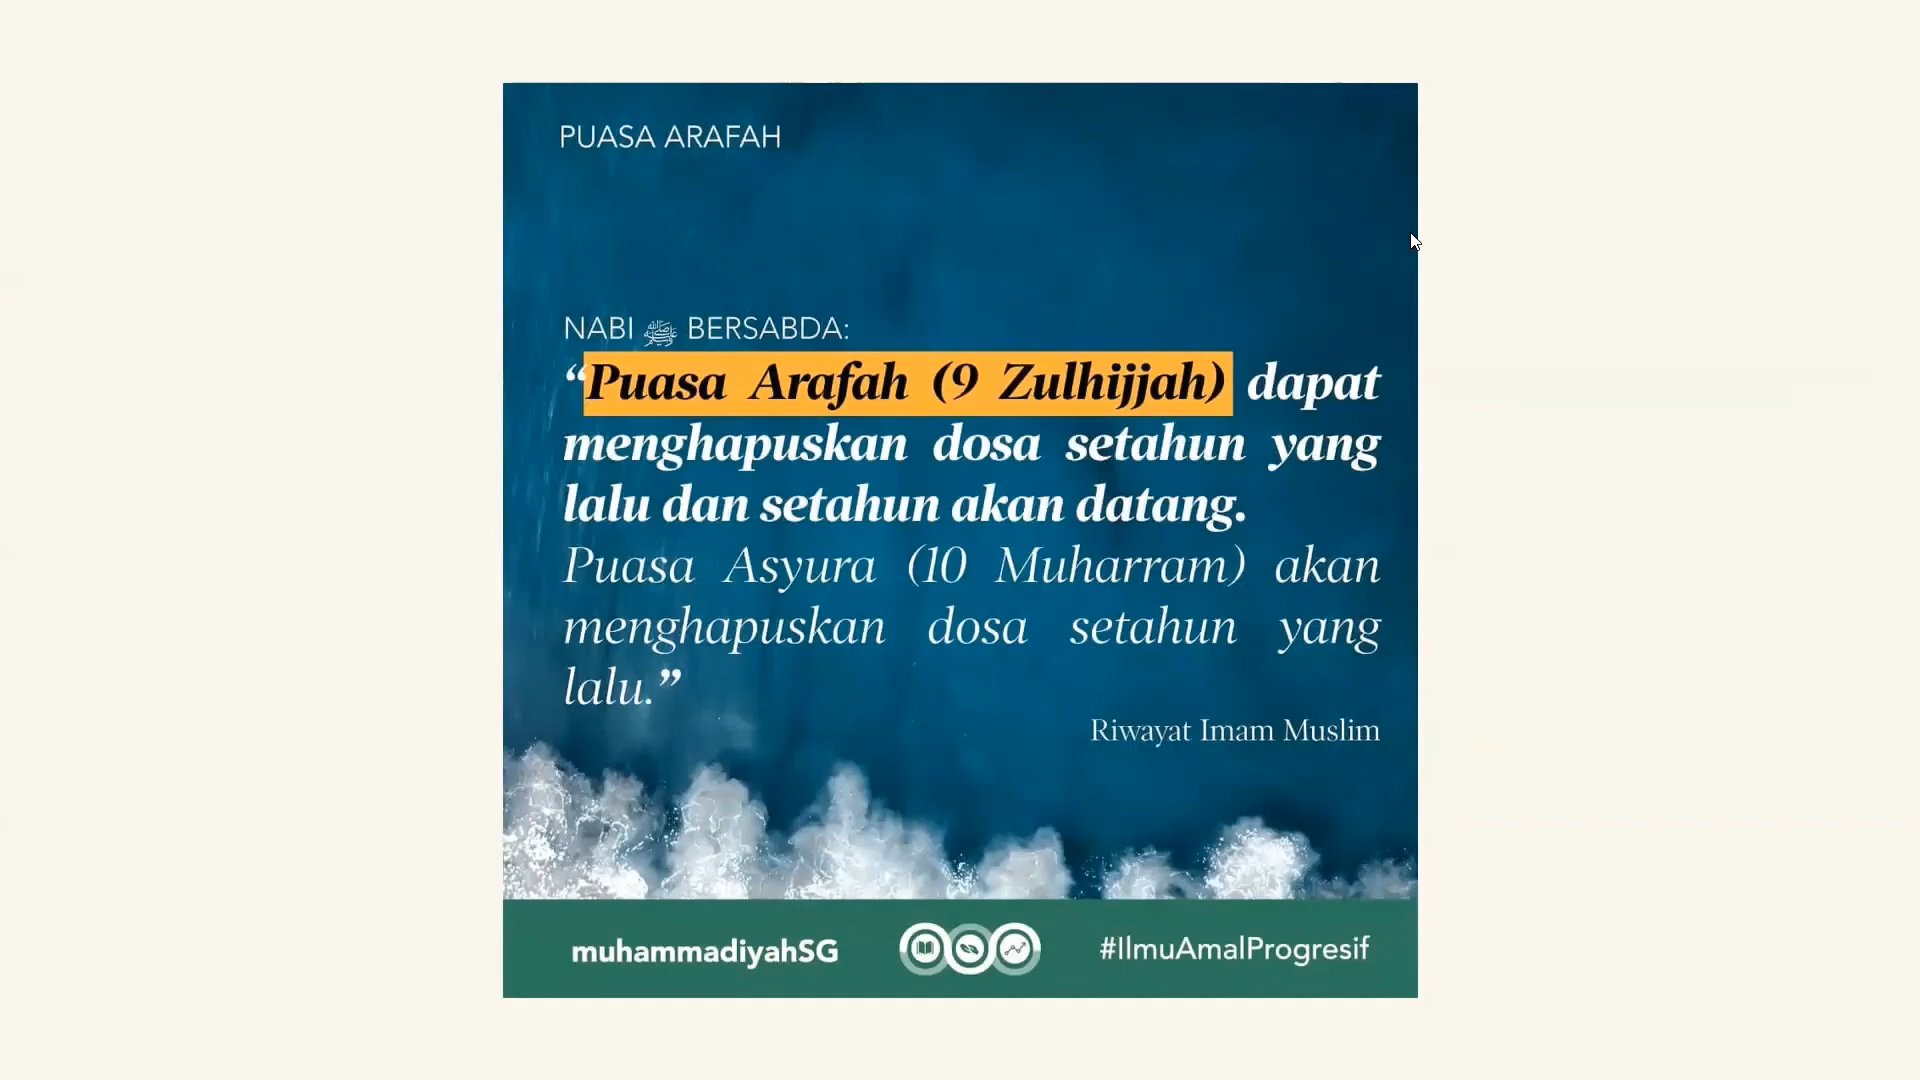 PUASA ARAFAH
NABI ﷺ BERSABDA:
“Puasa Arafah (9 Zulhijjah) dapat
menghapuskan dosa setahun yang
lalu dan setahun akan datang.
Puasa Asyura (10 Muharram) akan
menghapuskan dosa setahun yang
lalu.”
Riwayat Imam Muslim
muhammadiyahSG
#IlmuAmalProgresif